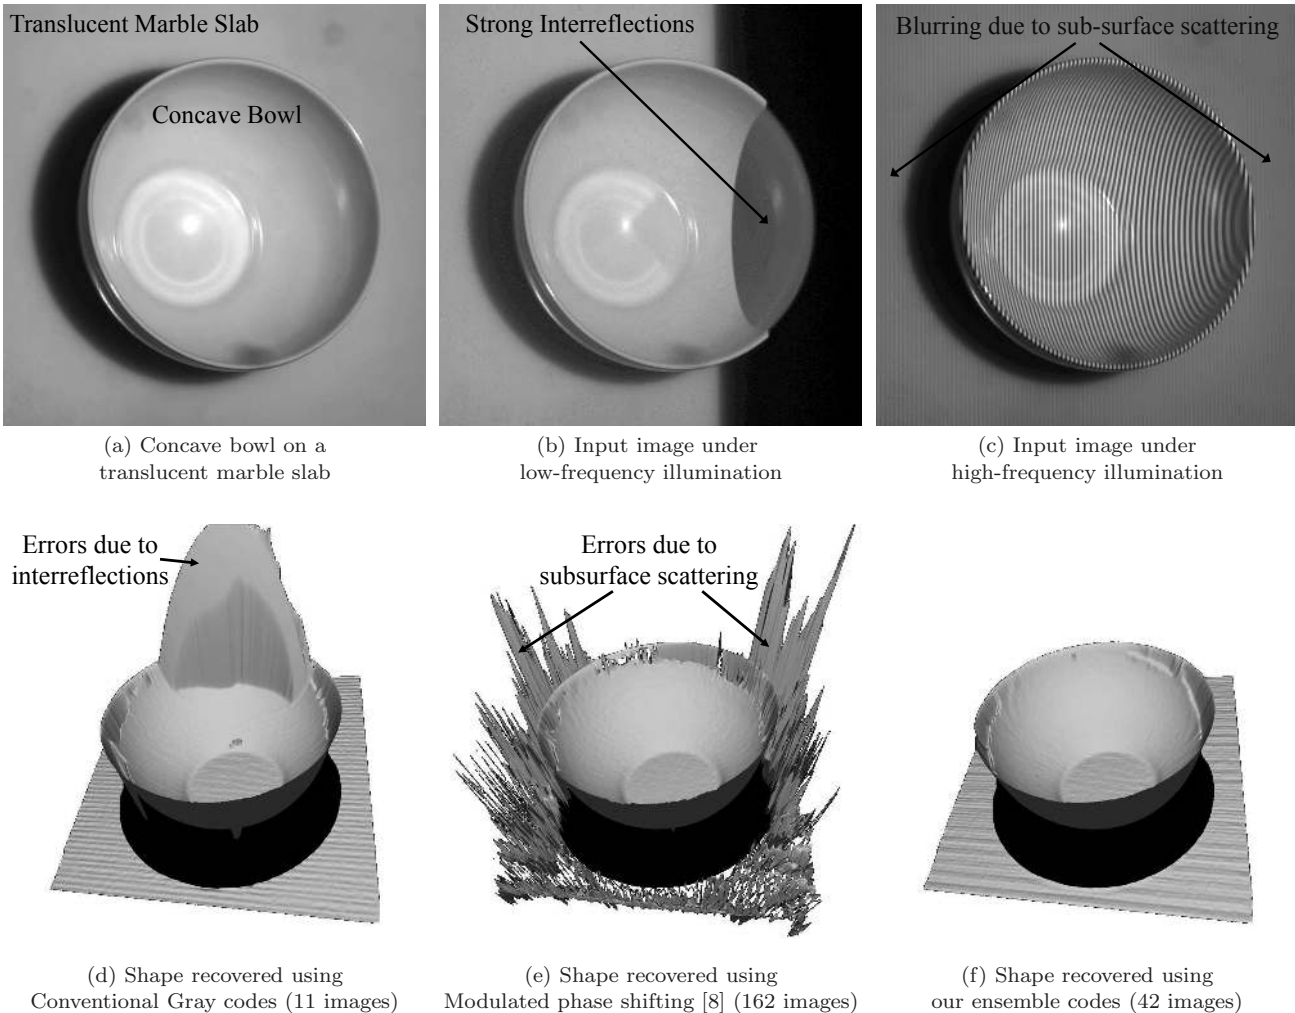 Translucent Marble Slab
Concave Bowl
Strong Interreflections
Blurring due to sub-surface scattering
(a) Concave bowl on a
translucent marble slab
(b) Input image under
low-frequency illumination
(c) Input image under
high-frequency illumination
Errors due to
interreflections
Errors due to
subsurface scattering
(d) Shape recovered using
Conventional Gray codes (11 images)
(e) Shape recovered using
Modulated phase shifting [8] (162 images)
(f) Shape recovered using
our ensemble codes (42 images)